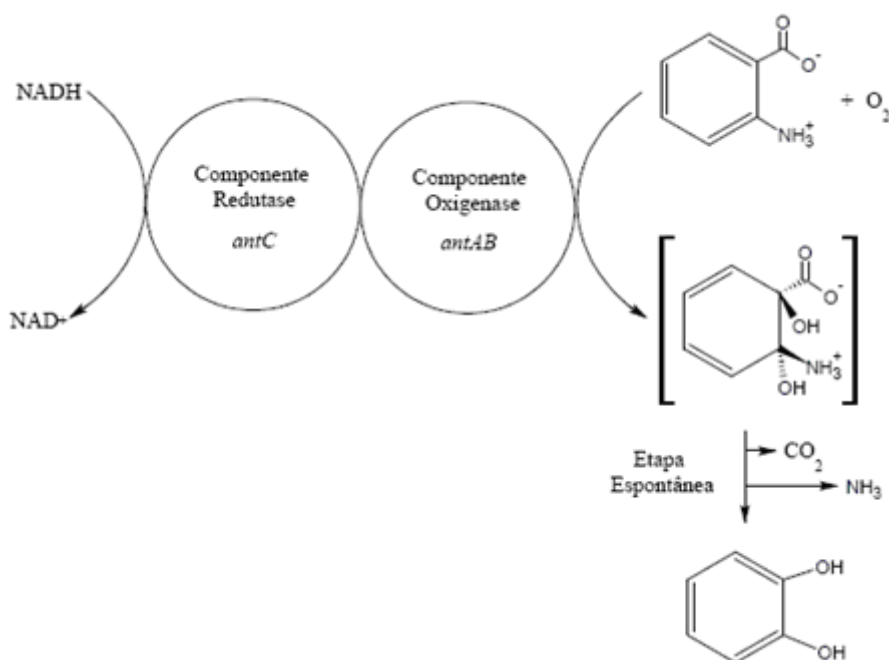 NADH
NAD+
Componente
Redutase
antC
Componente
Oxigenase
antAB
O
O⁻
NH₃⁺
+ O₂
O
O⁻
OH
NH₃⁺
OH
Etapa
Espontânea
CO₂
NH₃
OH
OH